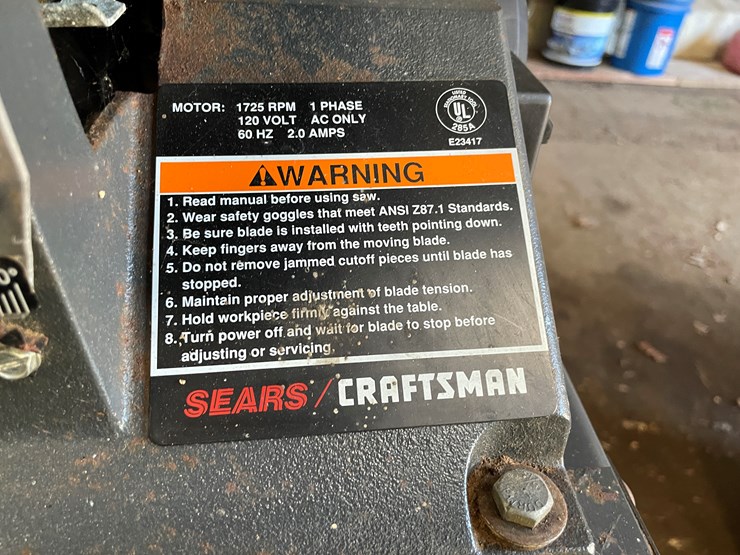 MOTOR: 1725 RPM 1 PHASE
120 VOLT AC ONLY
60 HZ 2.0 AMPS
LISTED
UL
285A
E23417
WARNING
1. Read manual before using saw.
2. Wear safety goggles that meet ANSI Z87.1 Standards.
3. Be sure blade is installed with teeth pointing down.
4. Keep fingers away from the moving blade.
5. Do not remove jammed cutoff pieces until blade has
stopped.
6. Maintain proper adjustment of blade tension.
7. Hold workpiece firmly against the table.
8. Turn power off and wait for blade to stop before
adjusting or servicing.
SEARS / CRAFTSMAN
0°